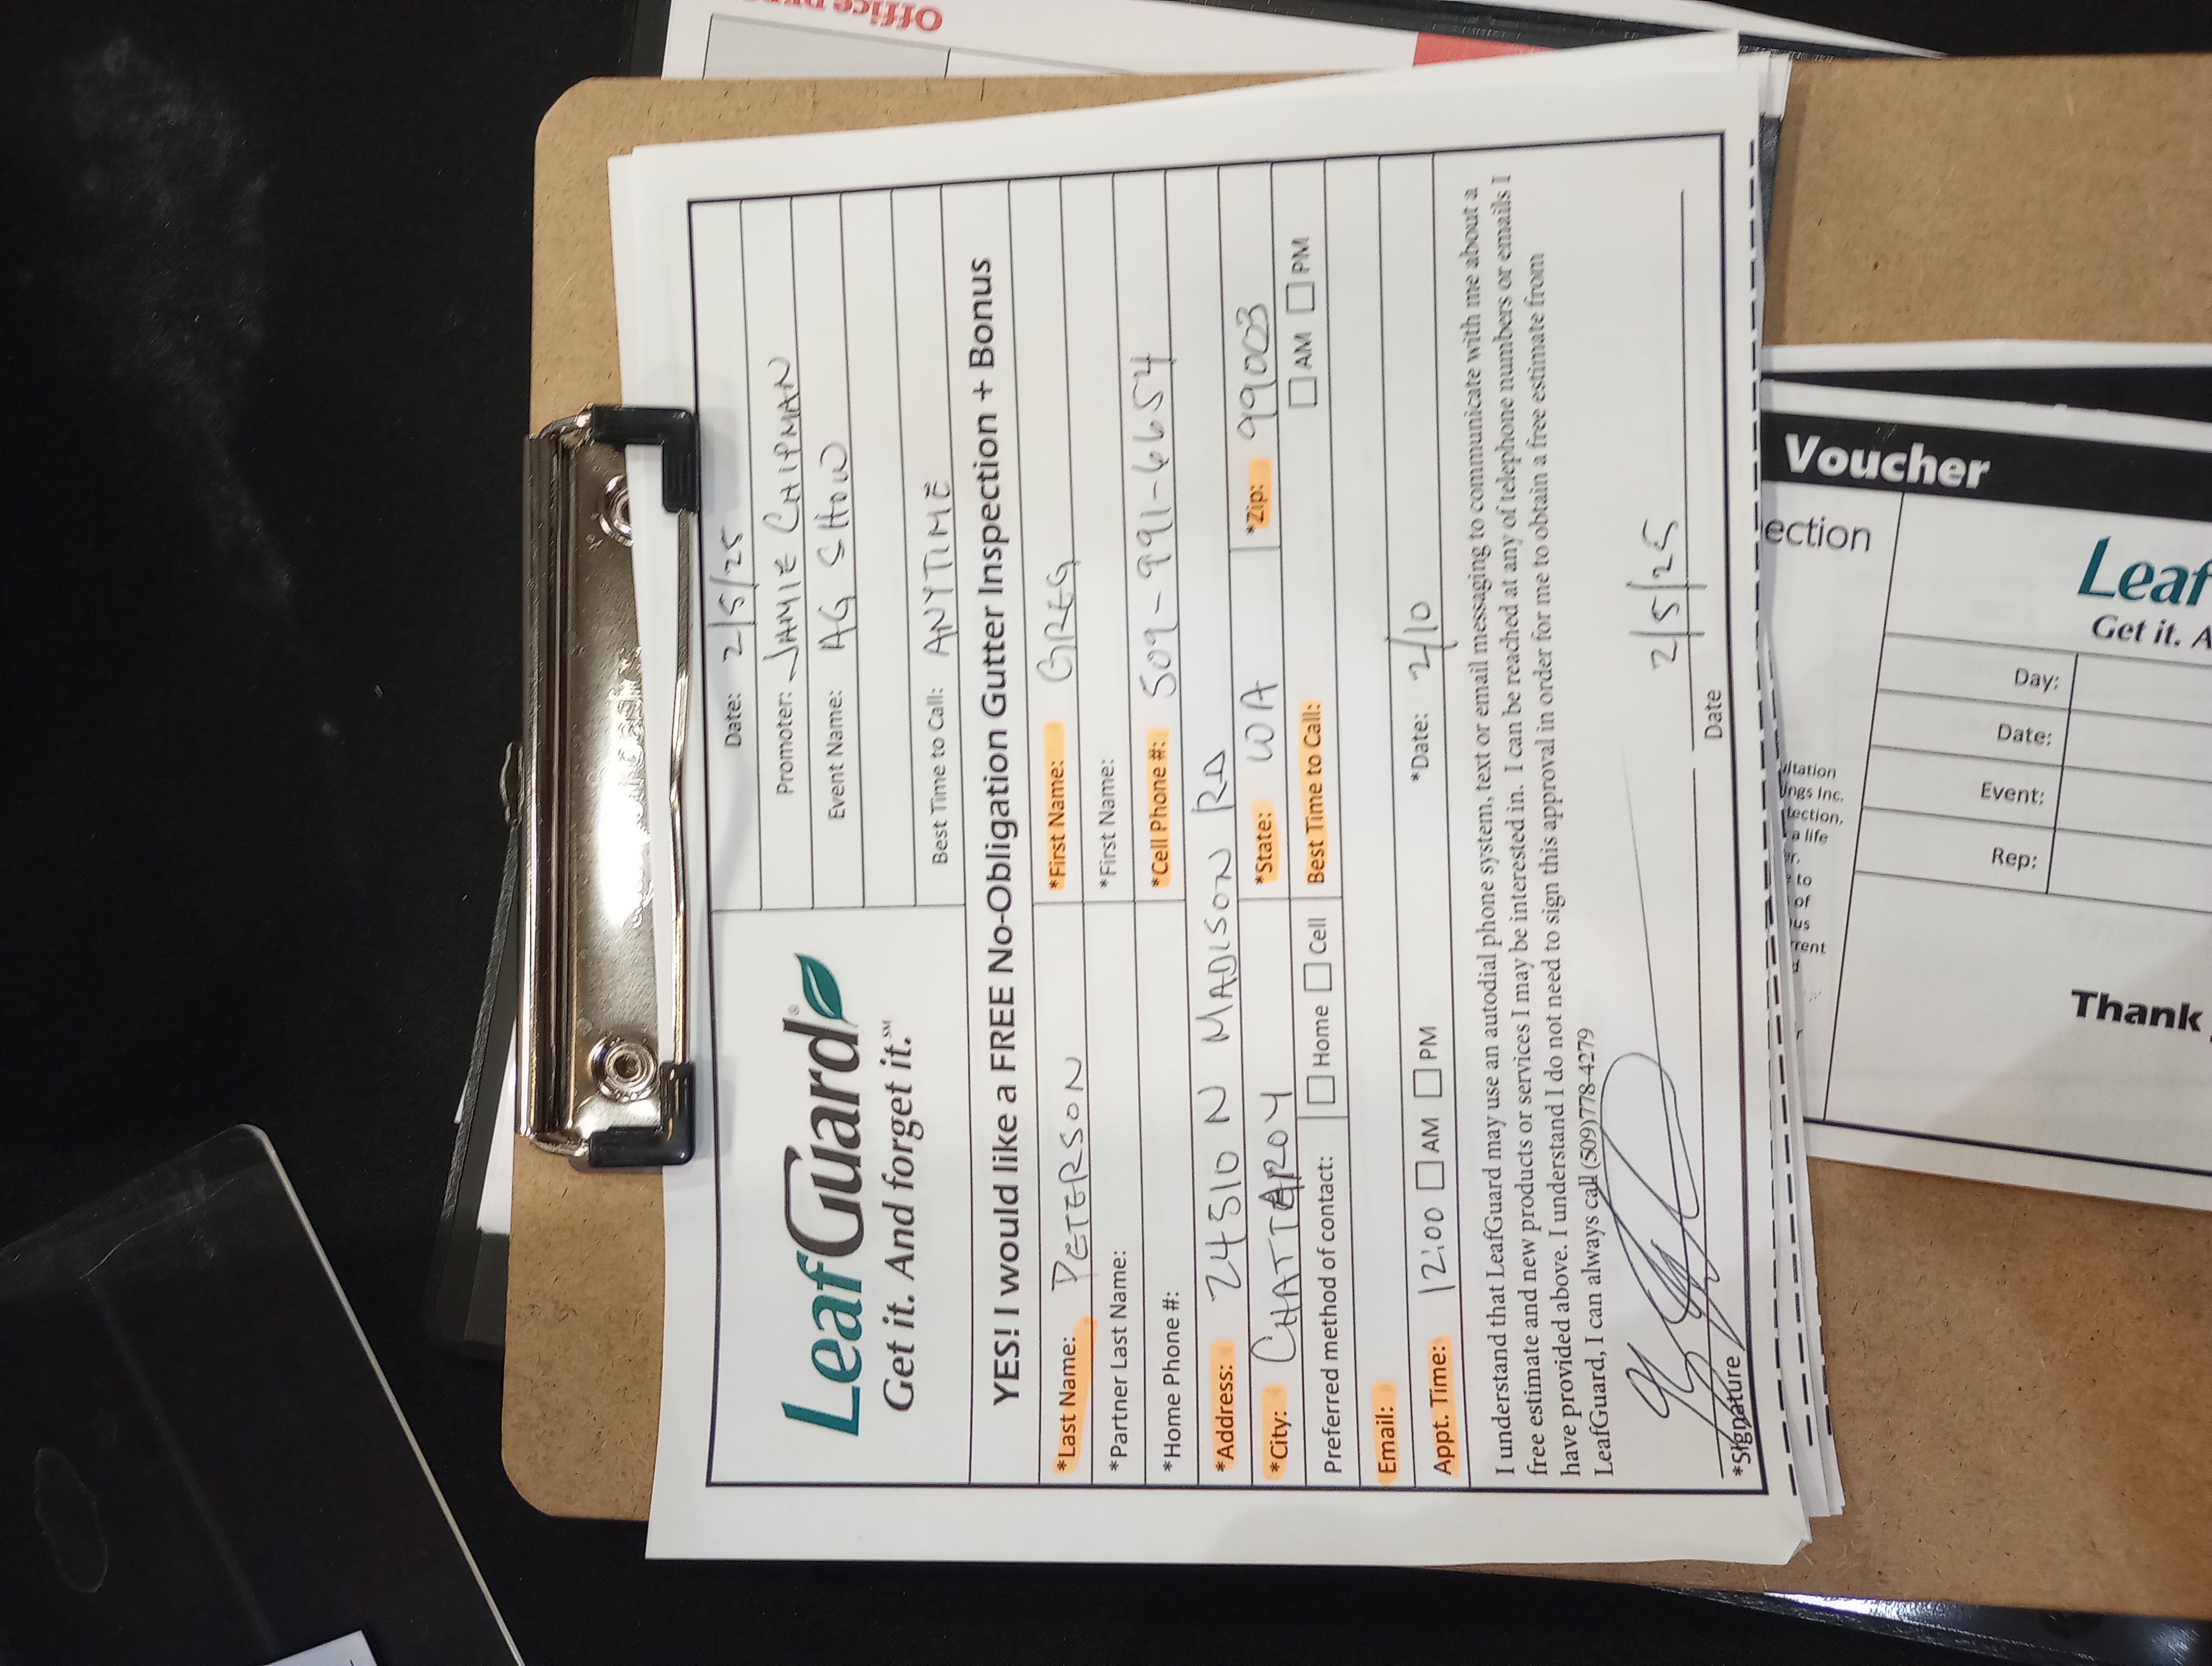 LeafGuard®
Get it. And forget it.℠
Date: 2/5/25
Promoter: JAMIE CHIPMAN
Event Name: AG SHOW
Best Time to Call: ANYTIME
YES! I would like a FREE No-Obligation Gutter Inspection + Bonus
*Last Name: PETERSON *First Name: GREG
*Partner Last Name: *First Name:
*Home Phone #: *Cell Phone #: 509-991-6654
*Address: 24510 N MADISON RD
*City: CHATTAROY *State: WA *Zip: 99003
Preferred method of contact: Home Cell Best Time to Call: AM PM
Email:
Appt. Time: 12:00 AM PM *Date: 2/10
I understand that LeafGuard may use an autodial phone system, text or email messaging to communicate with me about a
free estimate and new products or services I may be interested in. I can be reached at any of telephone numbers or emails I
have provided above. I understand I do not need to sign this approval in order for me to obtain a free estimate from
LeafGuard, I can always call (509)778-4279
2/5/25
*Signature Date
Voucher
ection
Leaf
Get it. A
Day:
Date:
Event:
Rep:
Thank
Office